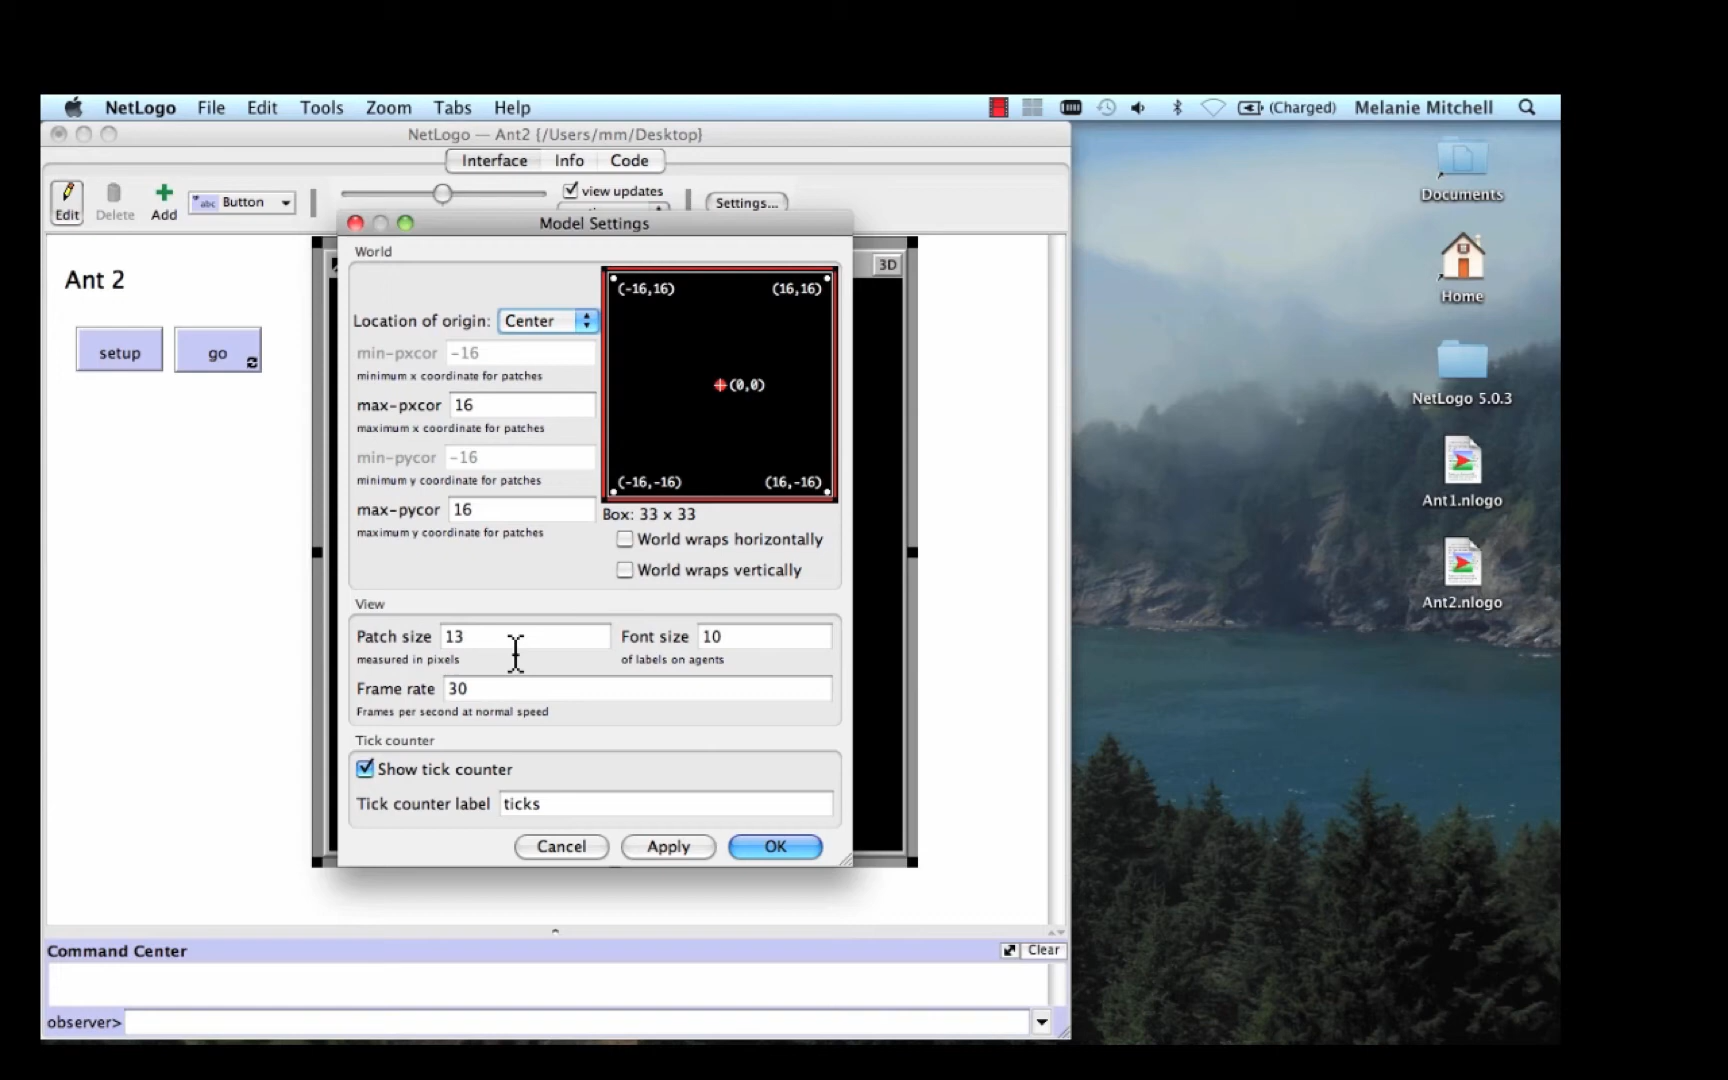 NetLogo File Edit Tools Zoom Tabs Help (Charged) Melanie Mitchell
NetLogo — Ant2 {/Users/mm/Desktop}
Interface Info Code
Edit Delete Add abc Button view updates Settings...
Model Settings
World
Ant 2
setup go
3D
Location of origin: Center
min-pxcor -16
minimum x coordinate for patches
max-pxcor 16
maximum x coordinate for patches
min-pycor -16
minimum y coordinate for patches
max-pycor 16
maximum y coordinate for patches
(-16,16) (16,16)
(0,0)
(-16,-16) (16,-16)
Box: 33 x 33
World wraps horizontally
World wraps vertically
View
Patch size 13 Font size 10
measured in pixels of labels on agents
Frame rate 30
Frames per second at normal speed
Tick counter
Show tick counter
Tick counter label ticks
Cancel Apply OK
Command Center Clear
observer>
Documents
Home
NetLogo 5.0.3
Ant1.nlogo
Ant2.nlogo